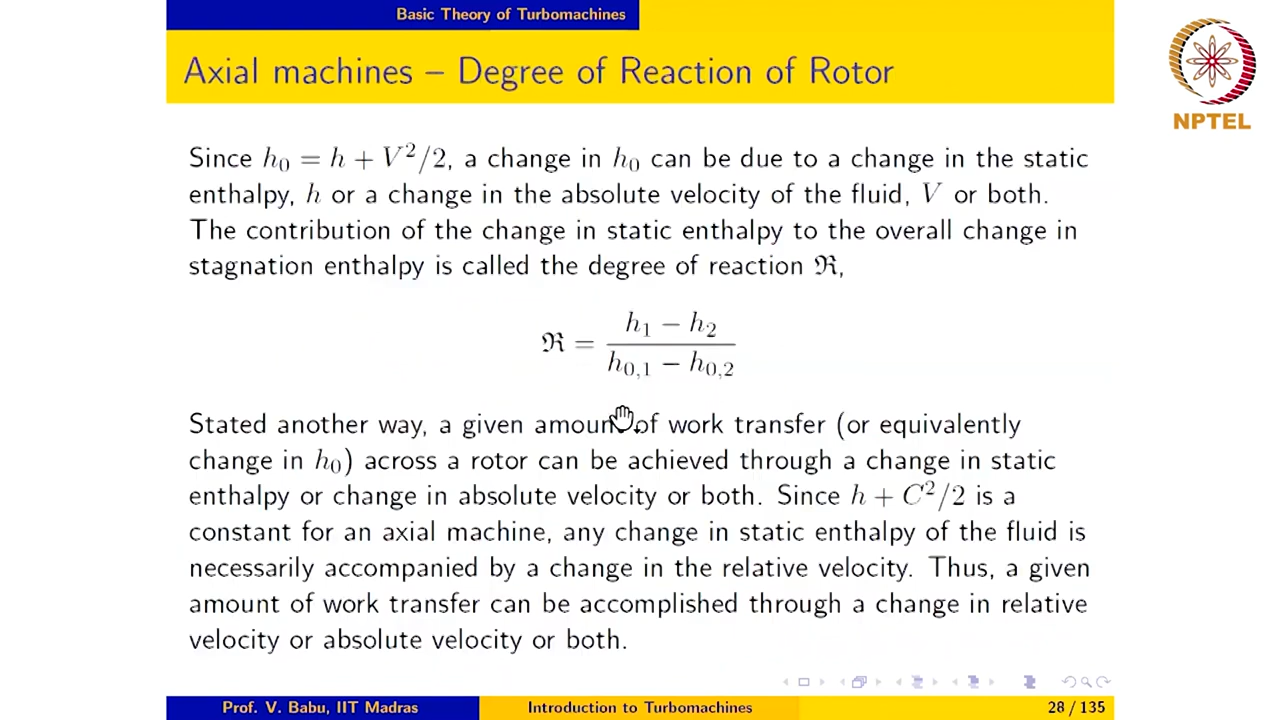 Basic Theory of Turbomachines
Axial machines – Degree of Reaction of Rotor
NPTEL
Since h₀ = h + V²/2, a change in h₀ can be due to a change in the static
enthalpy, h or a change in the absolute velocity of the fluid, V or both.
The contribution of the change in static enthalpy to the overall change in
stagnation enthalpy is called the degree of reaction ℜ,
ℜ = (h₁ − h₂) / (h₀,₁ − h₀,₂)
Stated another way, a given amount of work transfer (or equivalently
change in h₀) across a rotor can be achieved through a change in static
enthalpy or change in absolute velocity or both. Since h + C²/2 is a
constant for an axial machine, any change in static enthalpy of the fluid is
necessarily accompanied by a change in the relative velocity. Thus, a given
amount of work transfer can be accomplished through a change in relative
velocity or absolute velocity or both.
Prof. V. Babu, IIT Madras
Introduction to Turbomachines
28 / 135